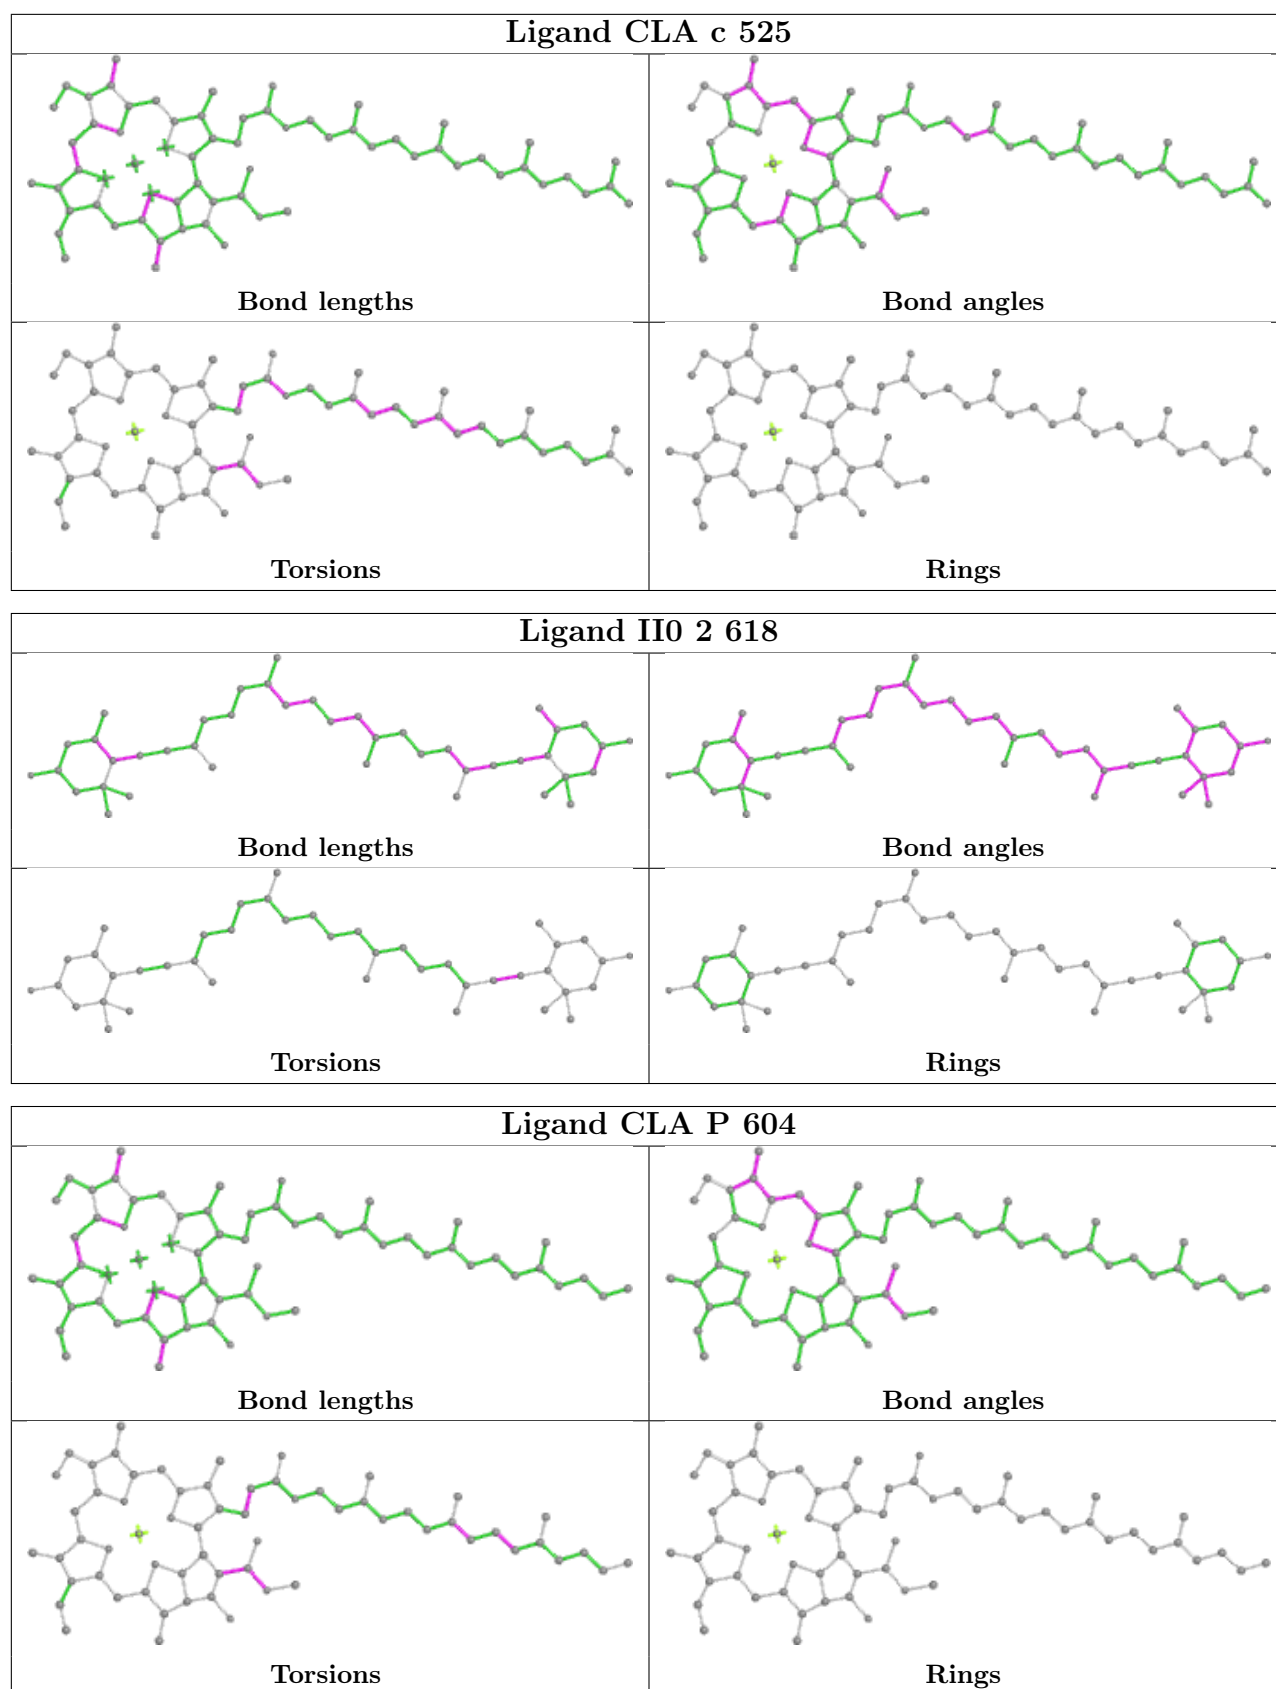 Ligand CLA c 525
Bond lengths
Bond angles
Torsions
Rings
Ligand II0 2 618
Bond lengths
Bond angles
Torsions
Rings
Ligand CLA P 604
Bond lengths
Bond angles
Torsions
Rings